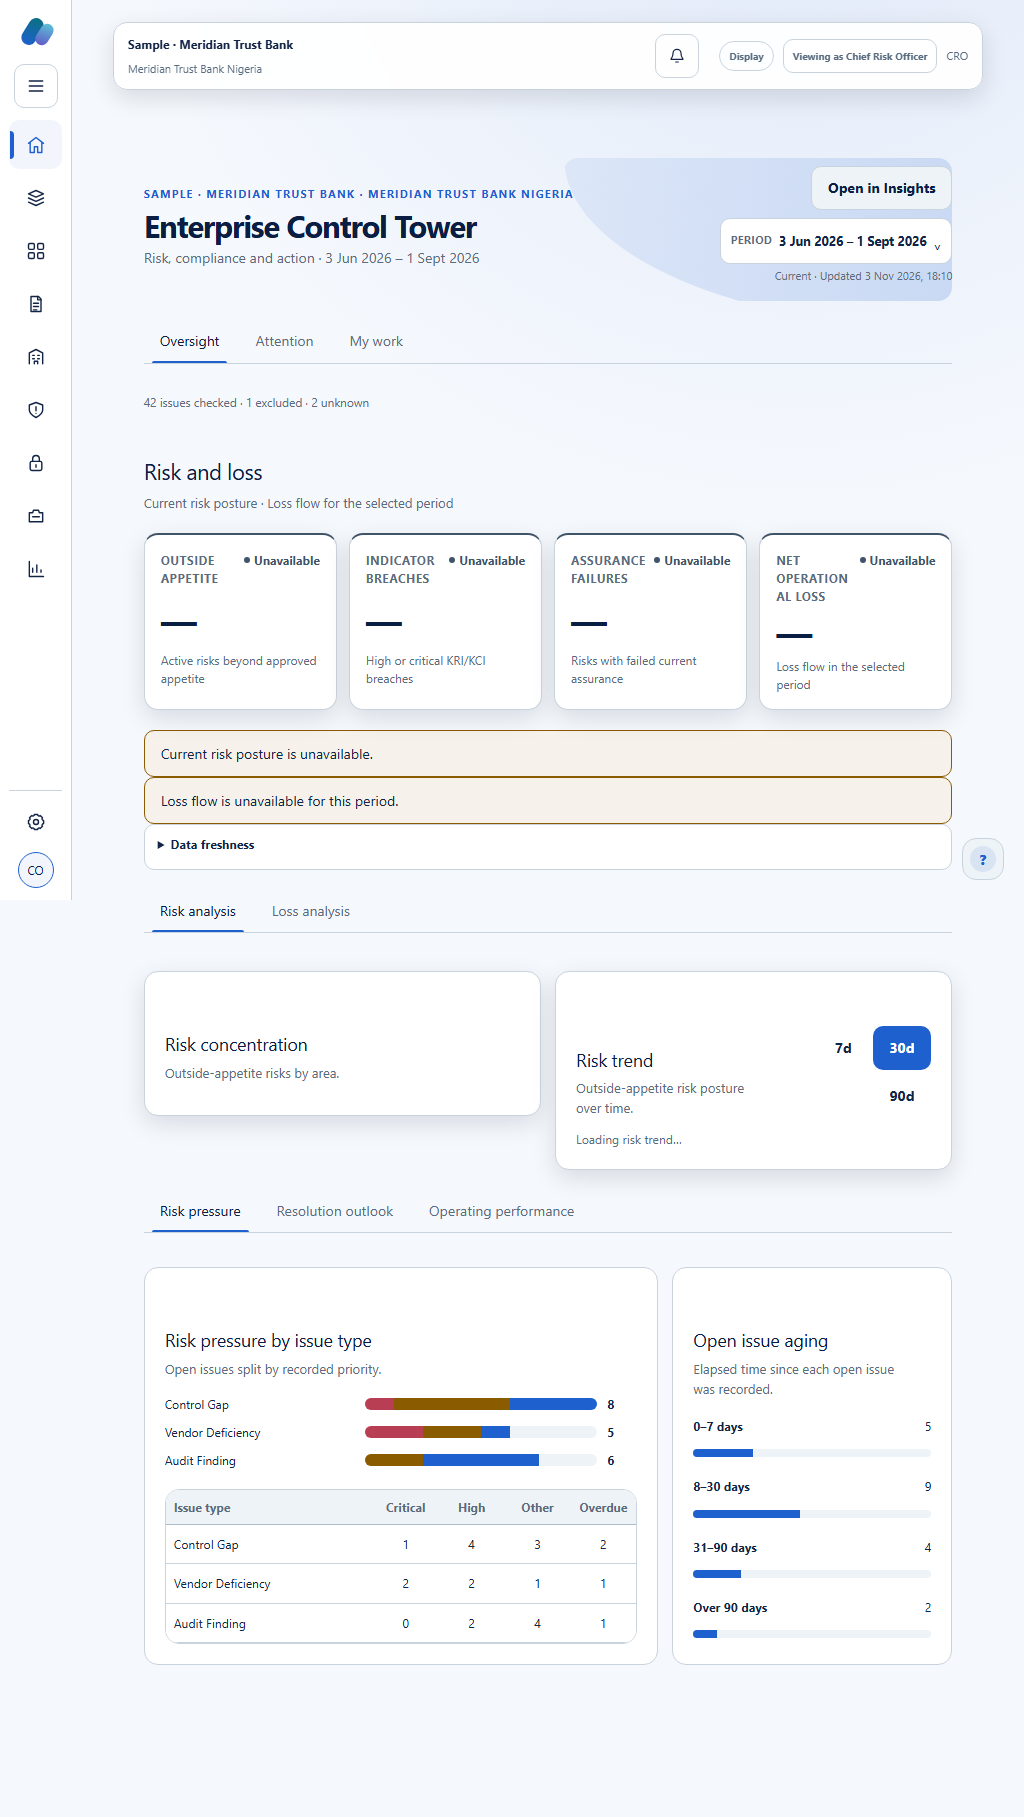 Sample · Meridian Trust Bank
Meridian Trust Bank Nigeria
Display
Viewing as Chief Risk Officer
CRO
SAMPLE · MERIDIAN TRUST BANK · MERIDIAN TRUST BANK NIGERIA
Enterprise Control Tower
Risk, compliance and action · 3 Jun 2026 – 1 Sept 2026
Open in Insights
PERIOD 3 Jun 2026 – 1 Sept 2026 v
Current · Updated 3 Nov 2026, 18:10
Oversight
Attention
My work
42 issues checked · 1 excluded · 2 unknown
Risk and loss
Current risk posture · Loss flow for the selected period
OUTSIDE
APPETITE
Unavailable
—
Active risks beyond approved
appetite
INDICATOR
BREACHES
Unavailable
—
High or critical KRI/KCI
breaches
ASSURANCE
FAILURES
Unavailable
—
Risks with failed current
assurance
NET
OPERATION
AL LOSS
Unavailable
—
Loss flow in the selected
period
Current risk posture is unavailable.
Loss flow is unavailable for this period.
Data freshness
?
CO
Risk analysis
Loss analysis
Risk concentration
Outside-appetite risks by area.
Risk trend
Outside-appetite risk posture
over time.
7d
30d
90d
Loading risk trend...
Risk pressure
Resolution outlook
Operating performance
Risk pressure by issue type
Open issues split by recorded priority.
Control Gap 8
Vendor Deficiency 5
Audit Finding 6
Issue type Critical High Other Overdue
Control Gap 1 4 3 2
Vendor Deficiency 2 2 1 1
Audit Finding 0 2 4 1
Open issue aging
Elapsed time since each open issue
was recorded.
0–7 days 5
8–30 days 9
31–90 days 4
Over 90 days 2